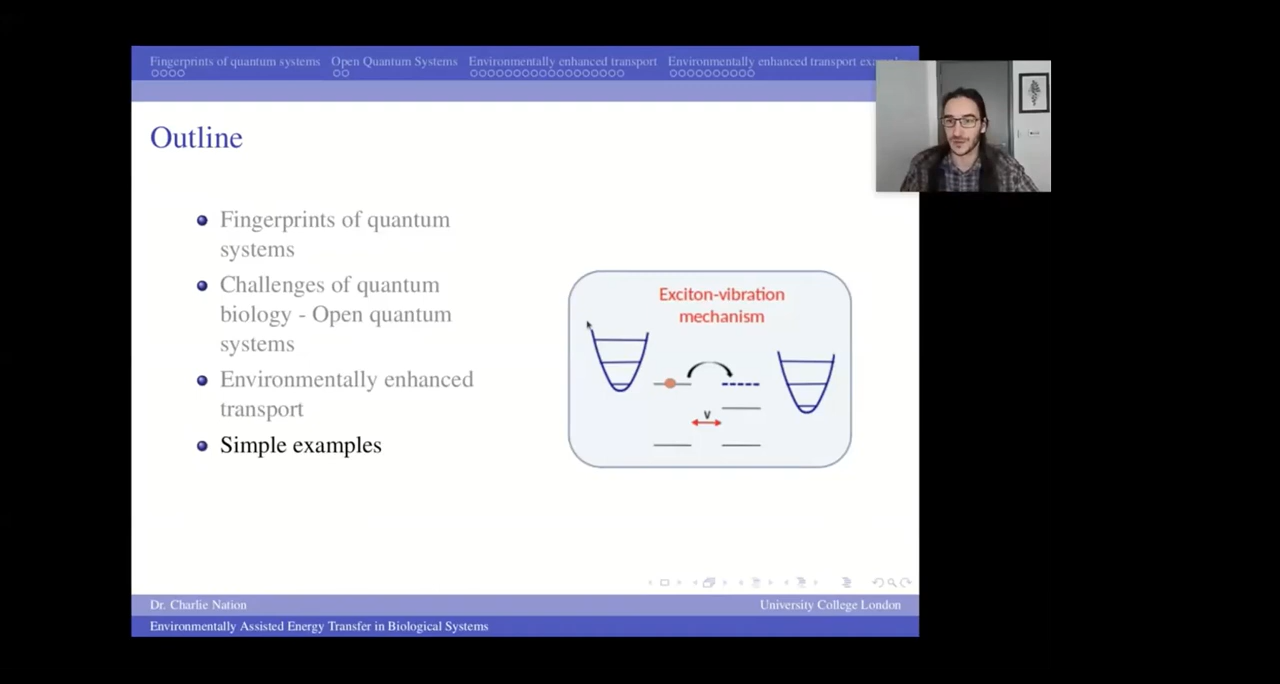 Fingerprints of quantum systems Open Quantum Systems Environmentally enhanced transport Environmentally enhanced transport
Outline
Fingerprints of quantum
systems
Challenges of quantum
biology - Open quantum
systems
Environmentally enhanced
transport
Simple examples
Exciton-vibration
mechanism
v
Dr. Charlie Nation University College London
Environmentally Assisted Energy Transfer in Biological Systems